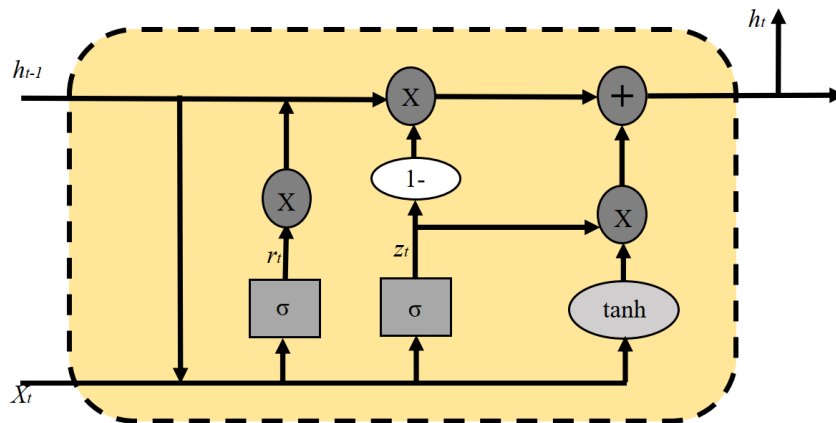 hₜ
hₜ₋₁
X
+
1-
X
X
rₜ
zₜ
σ
σ
tanh
Xₜ